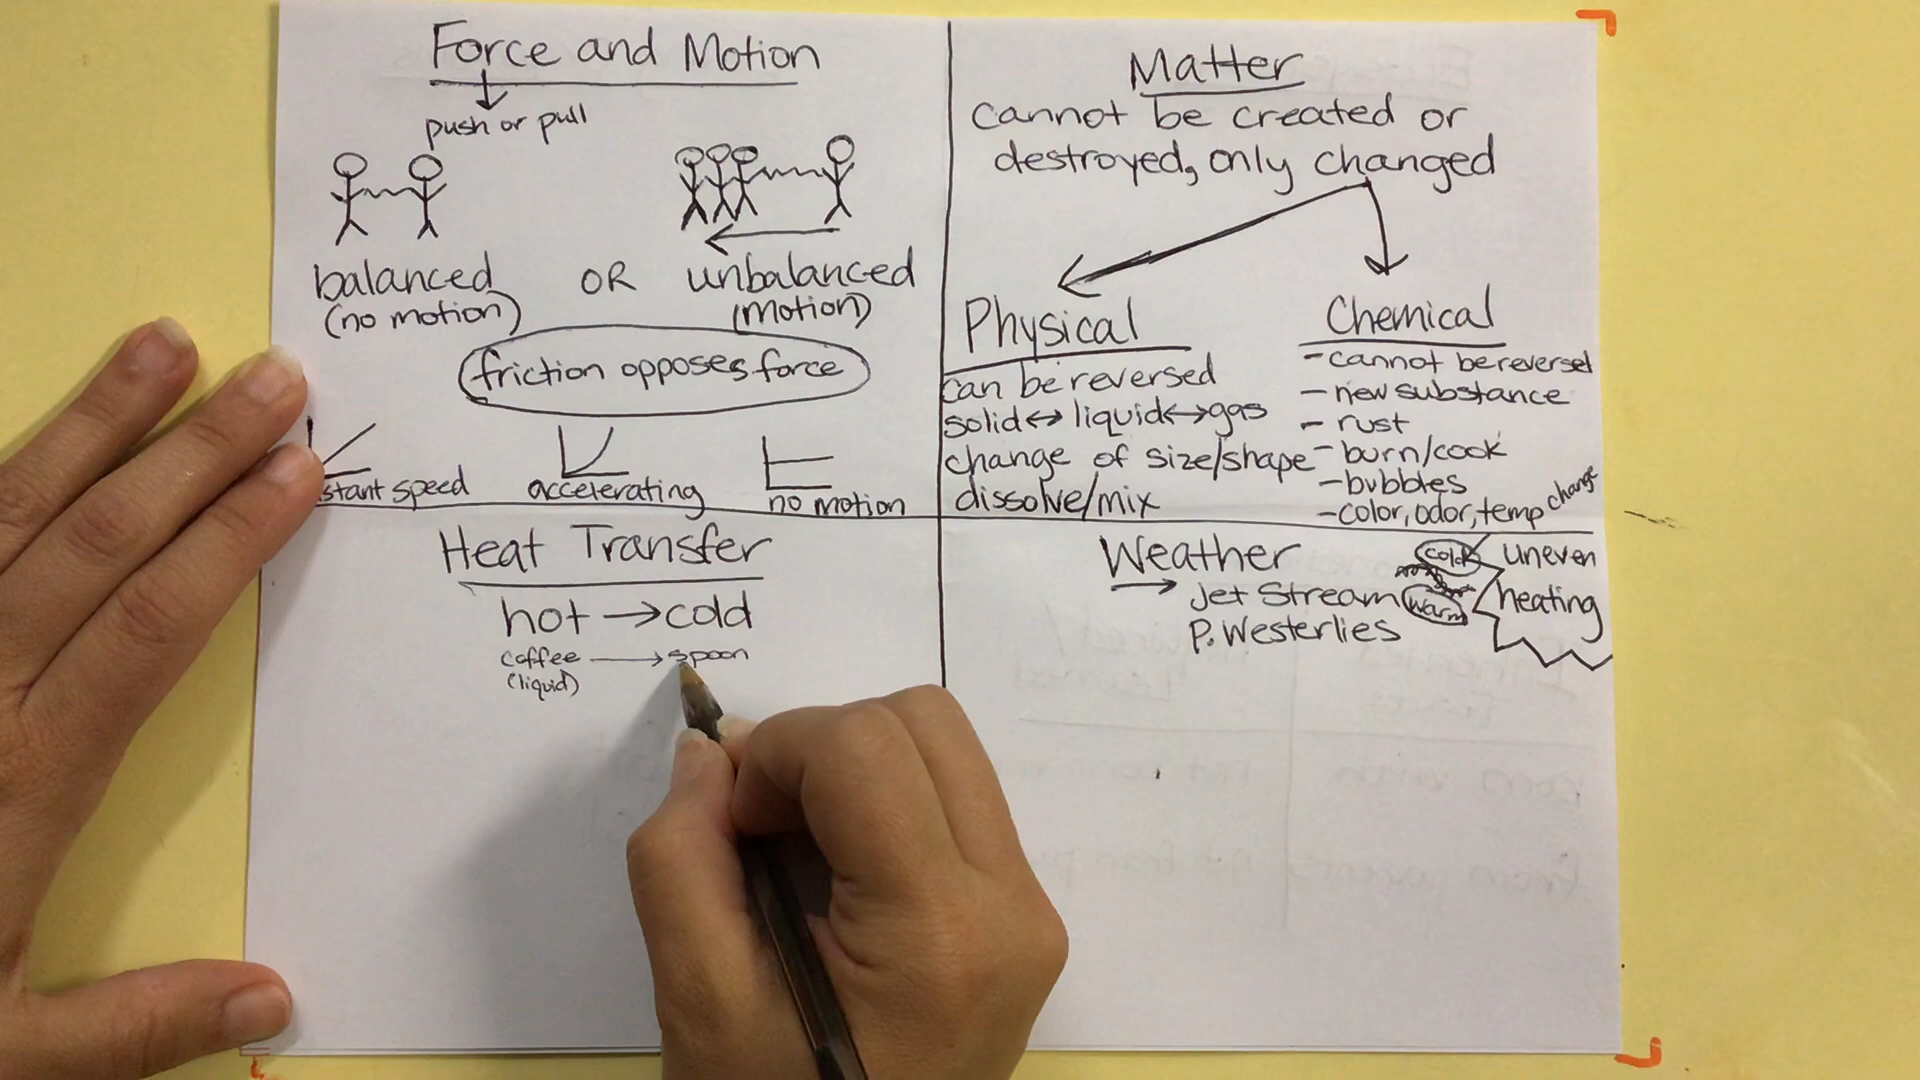 Force and Motion
push or pull
balanced OR unbalanced
(no motion) (motion)
friction opposes force
stant speed accelerating no motion
Matter
cannot be created or
destroyed, only changed
Physical
can be reversed
solid↔liquid↔gas
change of size/shape
dissolve/mix
Chemical
- cannot be reversed
- new substance
- rust
- burn/cook
- bubbles
- color, odor, temp change
Heat Transfer
hot → cold
coffee → spoon
(liquid)
Weather
→ Jet Stream
P. Westerlies
cold
warm
uneven
heating